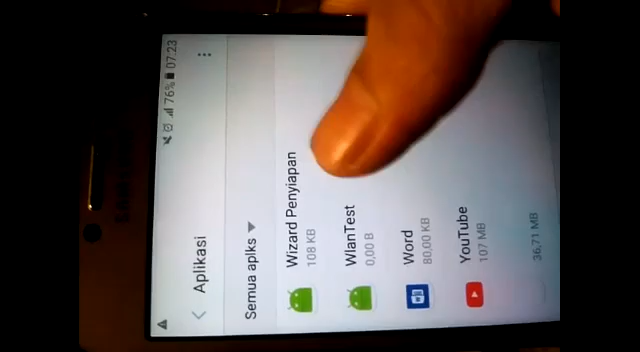 76% 07:23
Aplikasi
Semua aplks
Wizard Penyiapan
108 KB
WlanTest
0,00 B
Word
80,00 KB
YouTube
107 MB
36,71 MB